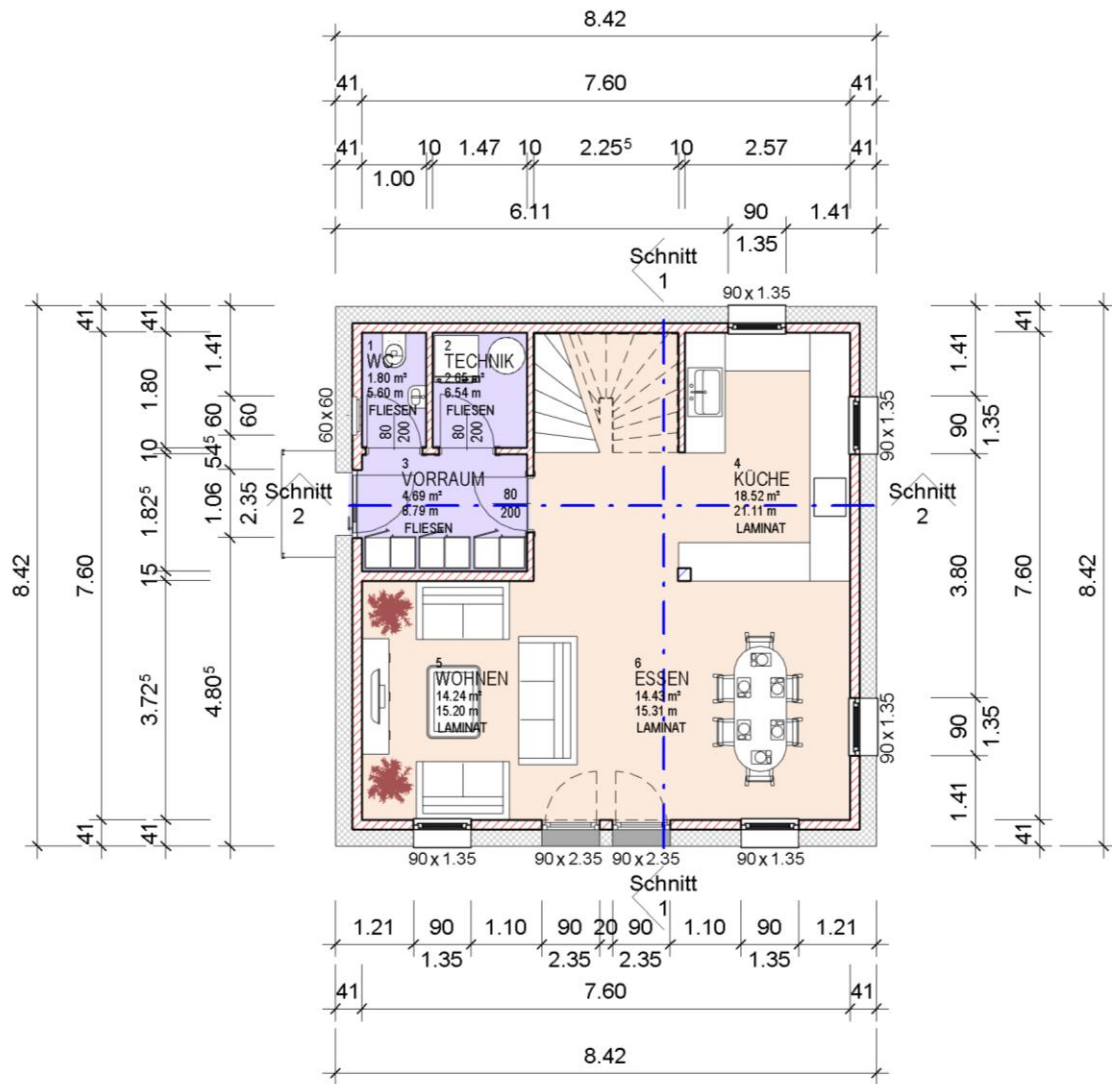 8.42
41 7.60 41
41 10 1.47 10 2.25⁵ 10 2.57 41
1.00
6.11 90 1.41
1.35
Schnitt
1
90 x 1.35
8.42
7.60
41
41
1.80
10
1.82⁵
15
3.72⁵
41
41
1.41
60
60
54⁵
1.06
2.35
4.80⁵
60 x 60
1
WC
1.80 m²
5.60 m
FLIESEN
80
200
2
TECHNIK
2.65 m²
6.54 m
FLIESEN
80
200
3
VORRAUM
4.69 m²
8.79 m
FLIESEN
80
200
4
KÜCHE
18.52 m²
21.11 m
LAMINAT
5
WOHNEN
14.24 m²
15.20 m
LAMINAT
6
ESSEN
14.43 m²
15.31 m
LAMINAT
Schnitt
2
Schnitt
2
90 x 1.35
90 x 1.35
1.41
90
1.35
3.80
90
1.35
1.41
41
7.60
41
8.42
90 x 1.35 90 x 2.35 90 x 2.35 90 x 1.35
Schnitt
1
1.21 90 1.10 90 20 90 1.10 90 1.21
1.35 2.35 2.35 1.35
41 7.60 41
8.42